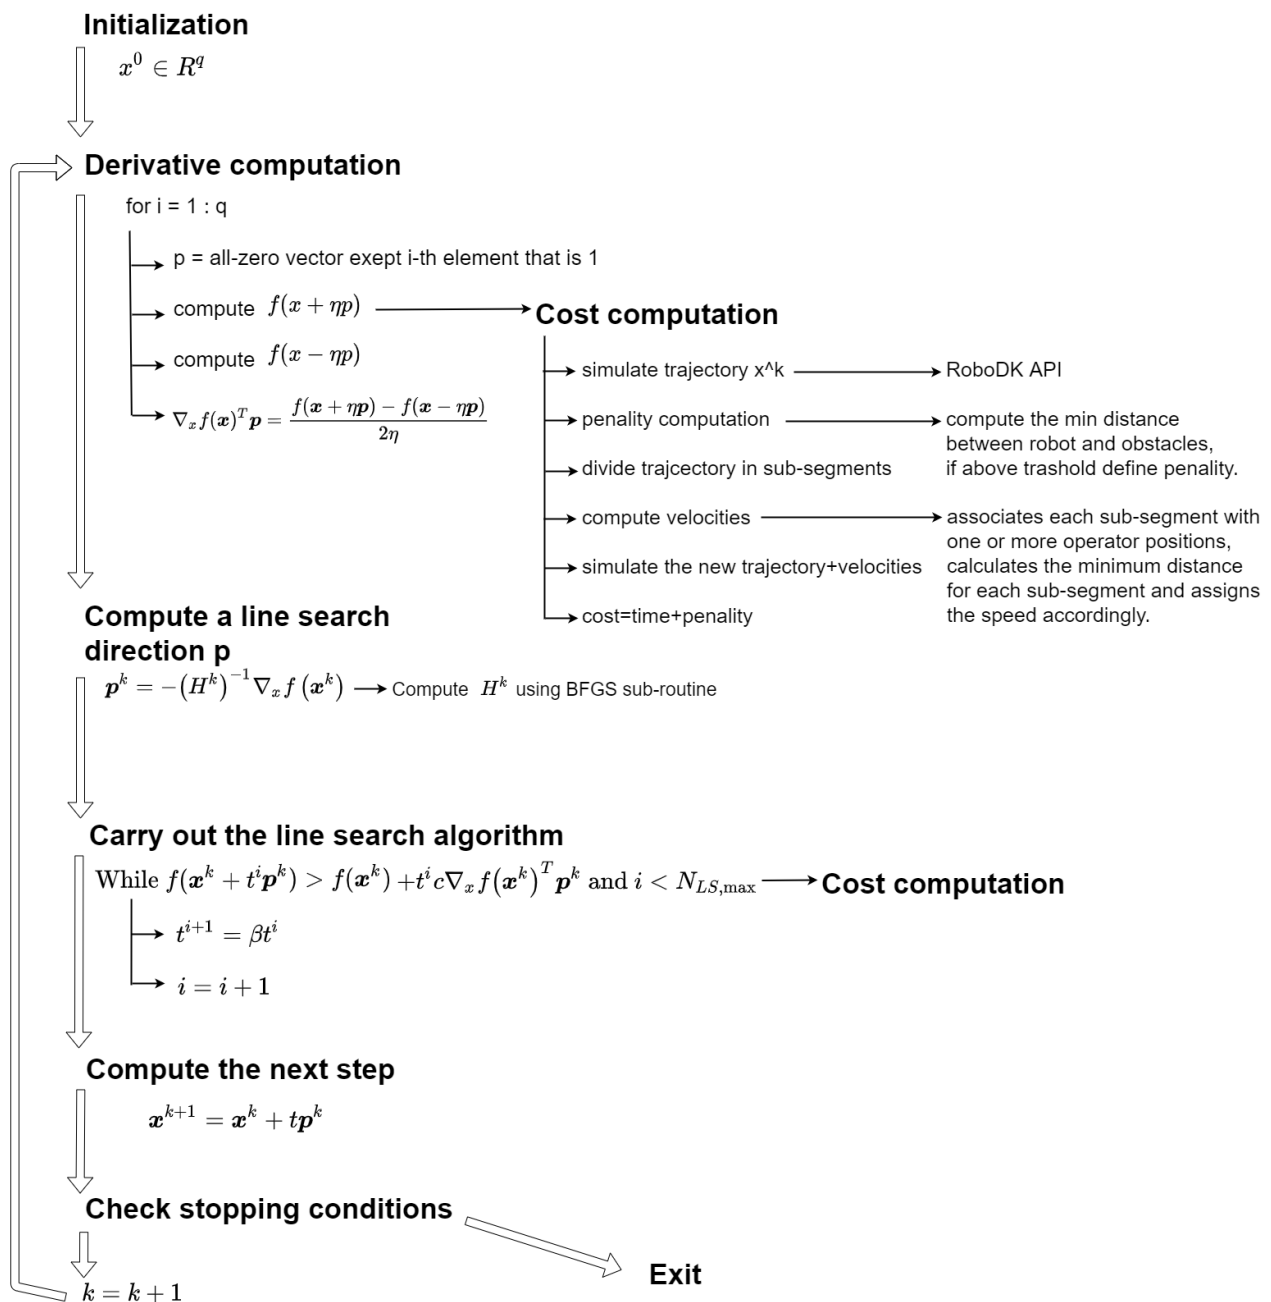 Initialization
x^0 ∈ R^q
Derivative computation
for i = 1 : q
p = all-zero vector exept i-th element that is 1
compute f(x + ηp)
compute f(x − ηp)
∇_x f(x)^T p = (f(x + ηp) − f(x − ηp)) / 2η
Cost computation
simulate trajectory x^k
RoboDK API
penality computation
compute the min distance
between robot and obstacles,
if above trashold define penality.
divide trajcectory in sub-segments
compute velocities
associates each sub-segment with
one or more operator positions,
calculates the minimum distance
for each sub-segment and assigns
the speed accordingly.
simulate the new trajectory+velocities
cost=time+penality
Compute a line search
direction p
p^k = −(H^k)^−1 ∇_x f(x^k)
Compute H^k using BFGS sub-routine
Carry out the line search algorithm
While f(x^k + t^i p^k) > f(x^k) + t^i c∇_x f(x^k)^T p^k and i < N_LS,max
Cost computation
t^i+1 = βt^i
i = i + 1
Compute the next step
x^k+1 = x^k + tp^k
Check stopping conditions
Exit
k = k + 1